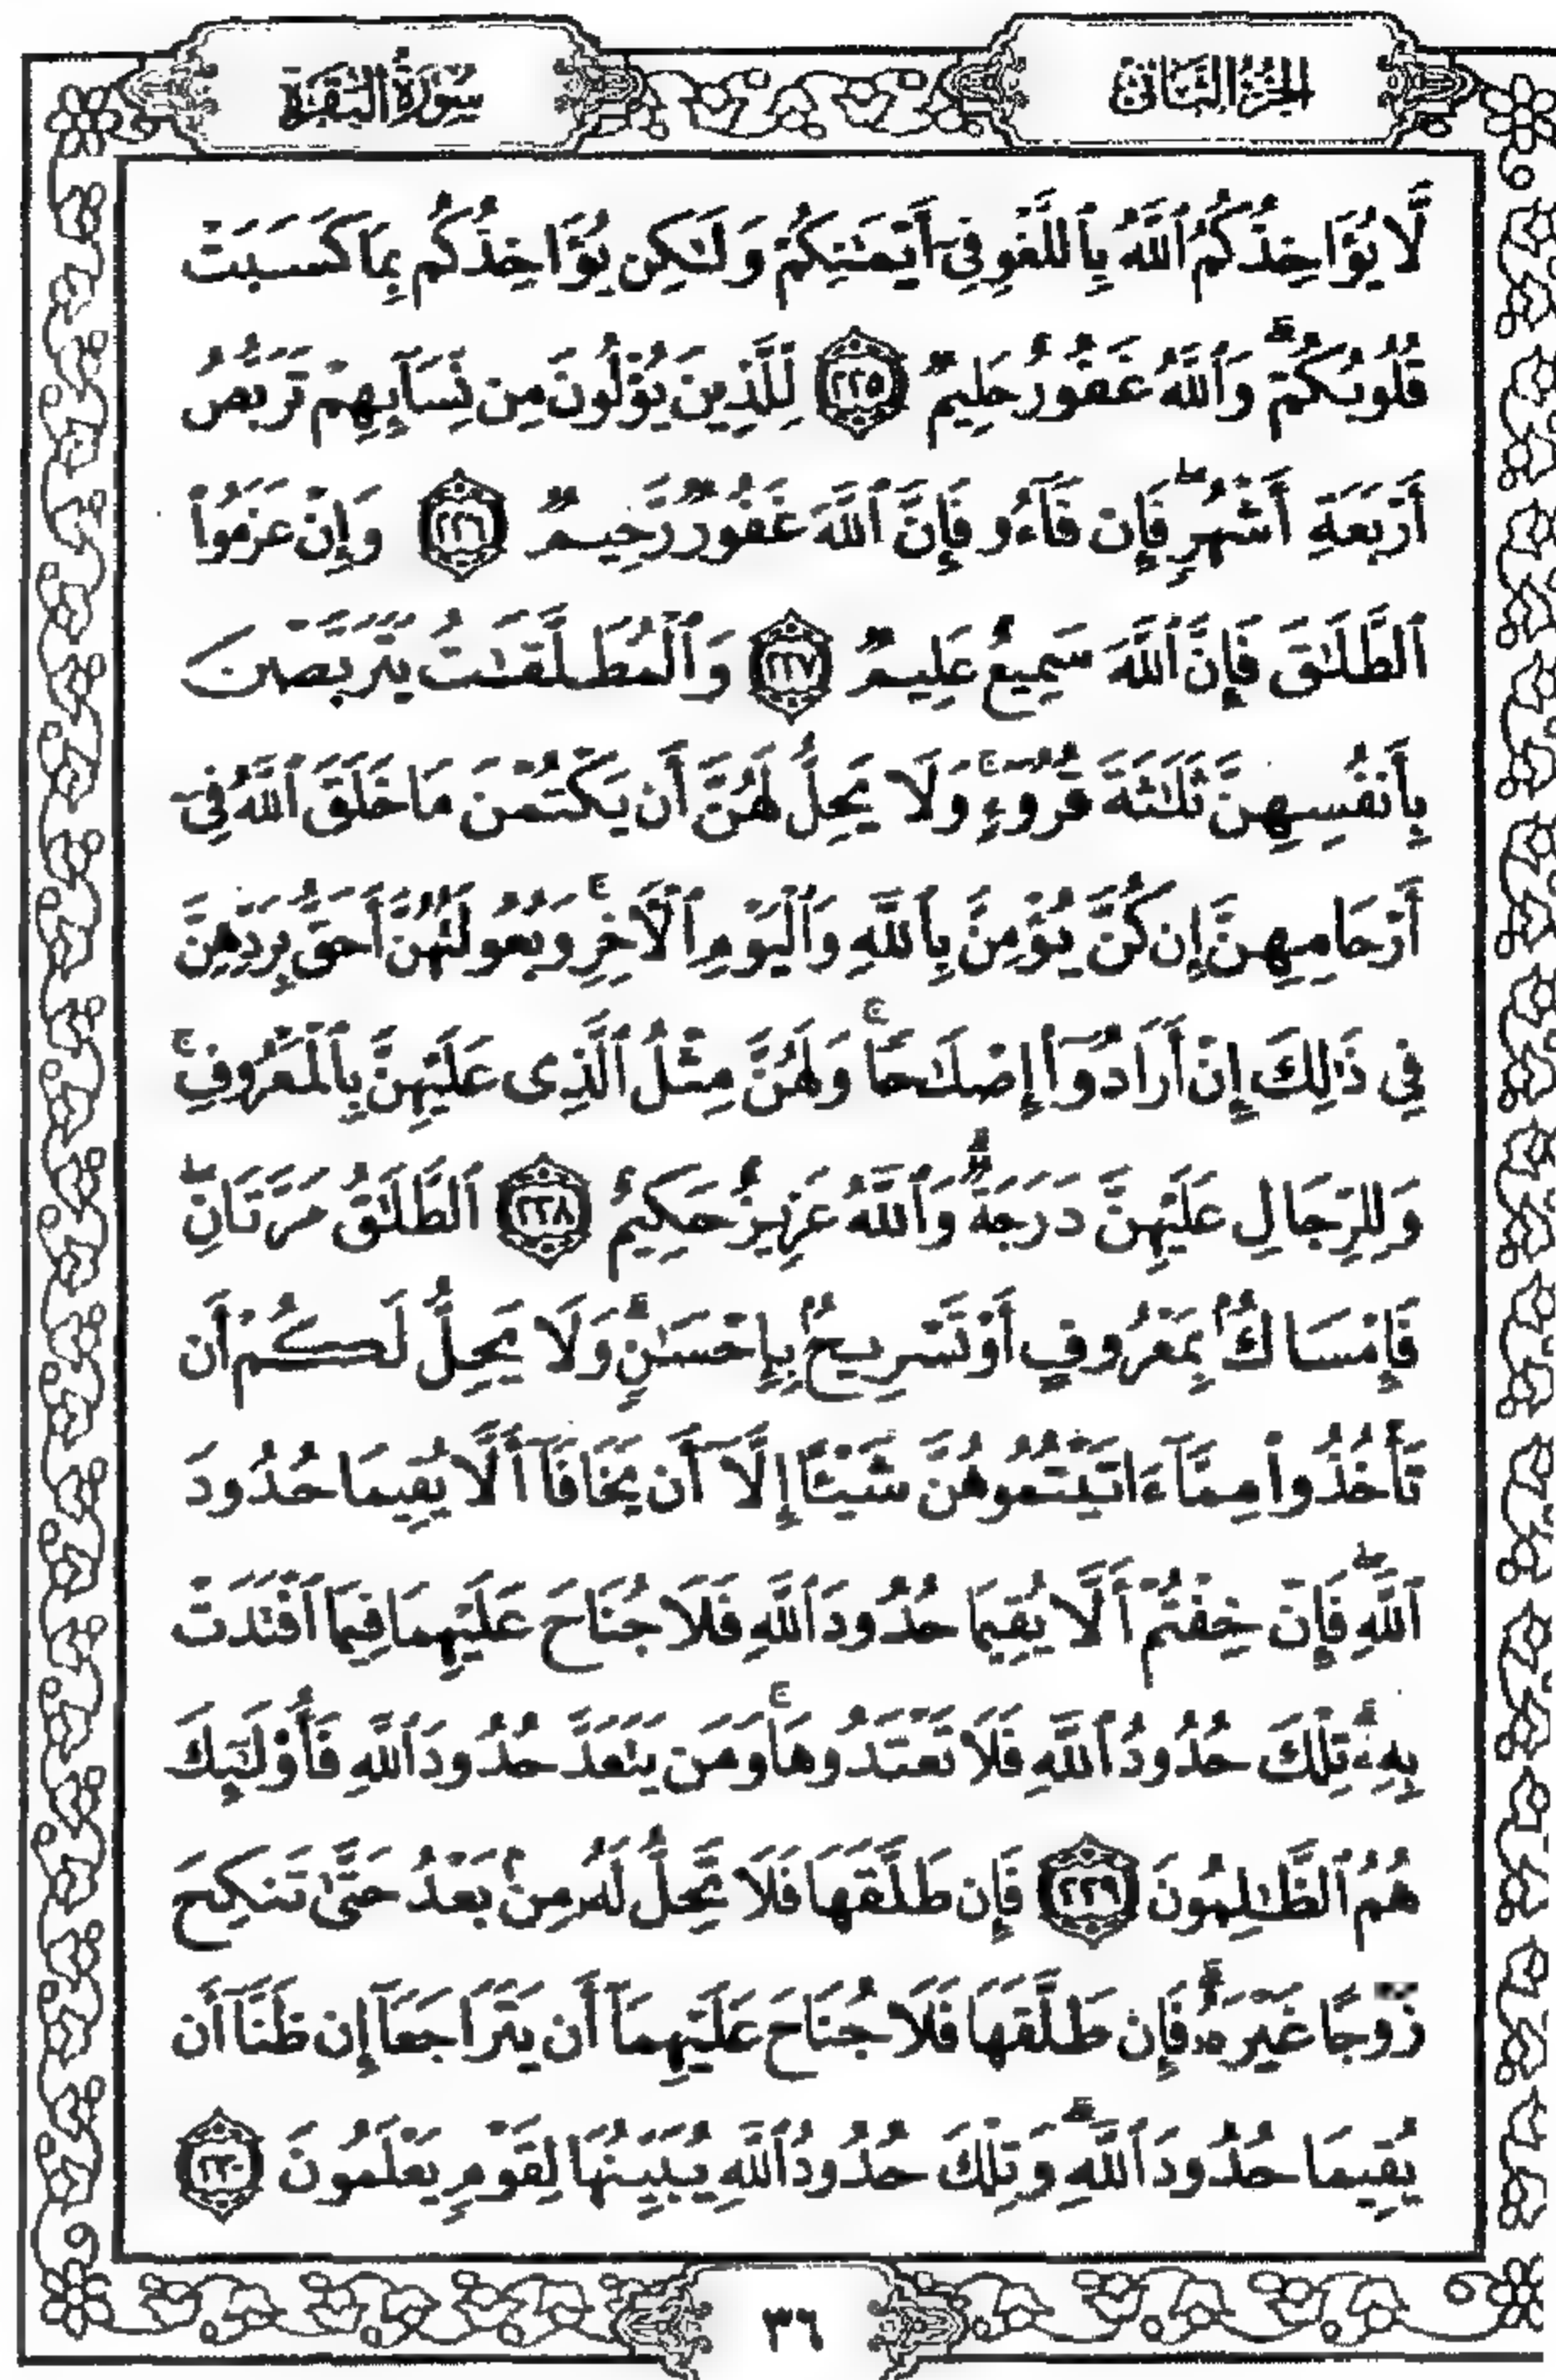 الجزء الثاني
سورة البقرة
لَّا يُؤَاخِذُكُمُ ٱللَّهُ بِٱللَّغْوِ فِىٓ أَيْمَٰنِكُمْ وَلَٰكِن يُؤَاخِذُكُم بِمَا كَسَبَتْ
قُلُوبُكُمْ ۗ وَٱللَّهُ غَفُورٌ حَلِيمٌ ٢٢٥ لِّلَّذِينَ يُؤْلُونَ مِن نِّسَآئِهِمْ تَرَبُّصُ
أَرْبَعَةِ أَشْهُرٍ ۖ فَإِن فَآءُو فَإِنَّ ٱللَّهَ غَفُورٌ رَّحِيمٌ ٢٢٦ وَإِنْ عَزَمُوا۟
ٱلطَّلَٰقَ فَإِنَّ ٱللَّهَ سَمِيعٌ عَلِيمٌ ٢٢٧ وَٱلْمُطَلَّقَٰتُ يَتَرَبَّصْنَ
بِأَنفُسِهِنَّ ثَلَٰثَةَ قُرُوٓءٍ ۚ وَلَا يَحِلُّ لَهُنَّ أَن يَكْتُمْنَ مَا خَلَقَ ٱللَّهُ فِىٓ
أَرْحَامِهِنَّ إِن كُنَّ يُؤْمِنَّ بِٱللَّهِ وَٱلْيَوْمِ ٱلْءَاخِرِ ۚ وَبُعُولَتُهُنَّ أَحَقُّ بِرَدِّهِنَّ
فِى ذَٰلِكَ إِنْ أَرَادُوٓا۟ إِصْلَٰحًا ۚ وَلَهُنَّ مِثْلُ ٱلَّذِى عَلَيْهِنَّ بِٱلْمَعْرُوفِ ۚ
وَلِلرِّجَالِ عَلَيْهِنَّ دَرَجَةٌ ۗ وَٱللَّهُ عَزِيزٌ حَكِيمٌ ٢٢٨ ٱلطَّلَٰقُ مَرَّتَانِ ۖ
فَإِمْسَاكٌۢ بِمَعْرُوفٍ أَوْ تَسْرِيحٌۢ بِإِحْسَٰنٍ ۗ وَلَا يَحِلُّ لَكُمْ أَن
تَأْخُذُوا۟ مِمَّآ ءَاتَيْتُمُوهُنَّ شَيْـًٔا إِلَّآ أَن يَخَافَآ أَلَّا يُقِيمَا حُدُودَ
ٱللَّهِ ۖ فَإِنْ خِفْتُمْ أَلَّا يُقِيمَا حُدُودَ ٱللَّهِ فَلَا جُنَاحَ عَلَيْهِمَا فِيمَا ٱفْتَدَتْ
بِهِۦ ۗ تِلْكَ حُدُودُ ٱللَّهِ فَلَا تَعْتَدُوهَا ۚ وَمَن يَتَعَدَّ حُدُودَ ٱللَّهِ فَأُو۟لَٰٓئِكَ
هُمُ ٱلظَّٰلِمُونَ ٢٢٩ فَإِن طَلَّقَهَا فَلَا تَحِلُّ لَهُۥ مِنۢ بَعْدُ حَتَّىٰ تَنكِحَ
زَوْجًا غَيْرَهُۥ ۗ فَإِن طَلَّقَهَا فَلَا جُنَاحَ عَلَيْهِمَآ أَن يَتَرَاجَعَآ إِن ظَنَّآ أَن
يُقِيمَا حُدُودَ ٱللَّهِ ۗ وَتِلْكَ حُدُودُ ٱللَّهِ يُبَيِّنُهَا لِقَوْمٍ يَعْلَمُونَ ٢٣٠
٣٦